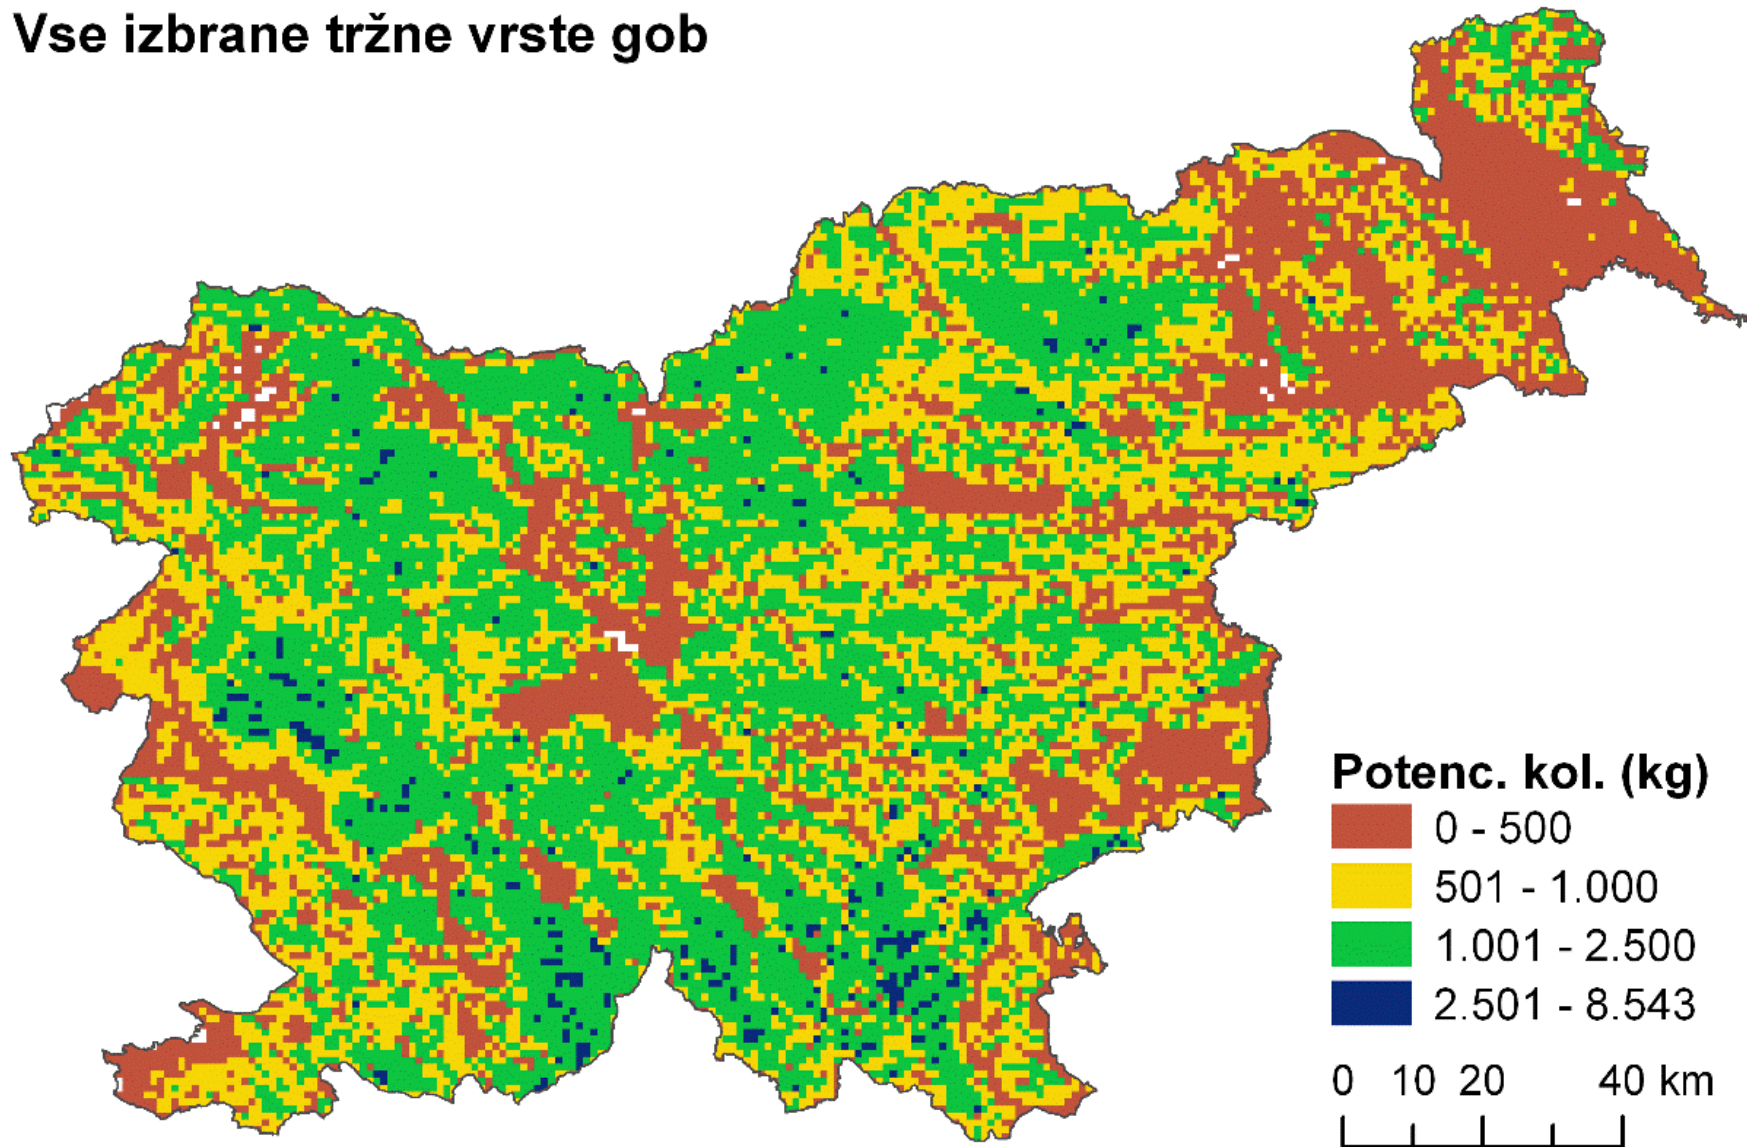 Vse izbrane tržne vrste gob
Potenc. kol. (kg)
0 - 500
501 - 1.000
1.001 - 2.500
2.501 - 8.543
0 10 20 40 km